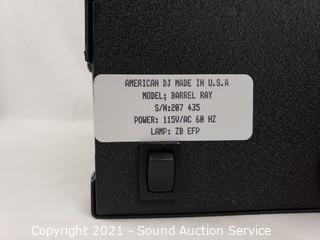 AMERICAN DJ MADE IN U.S.A
MODEL; BARREL RAY
S/N:207 435
POWER: 115V/AC 60 HZ
LAMP: ZB EFP
Copyright 2021 - Sound Auction Service